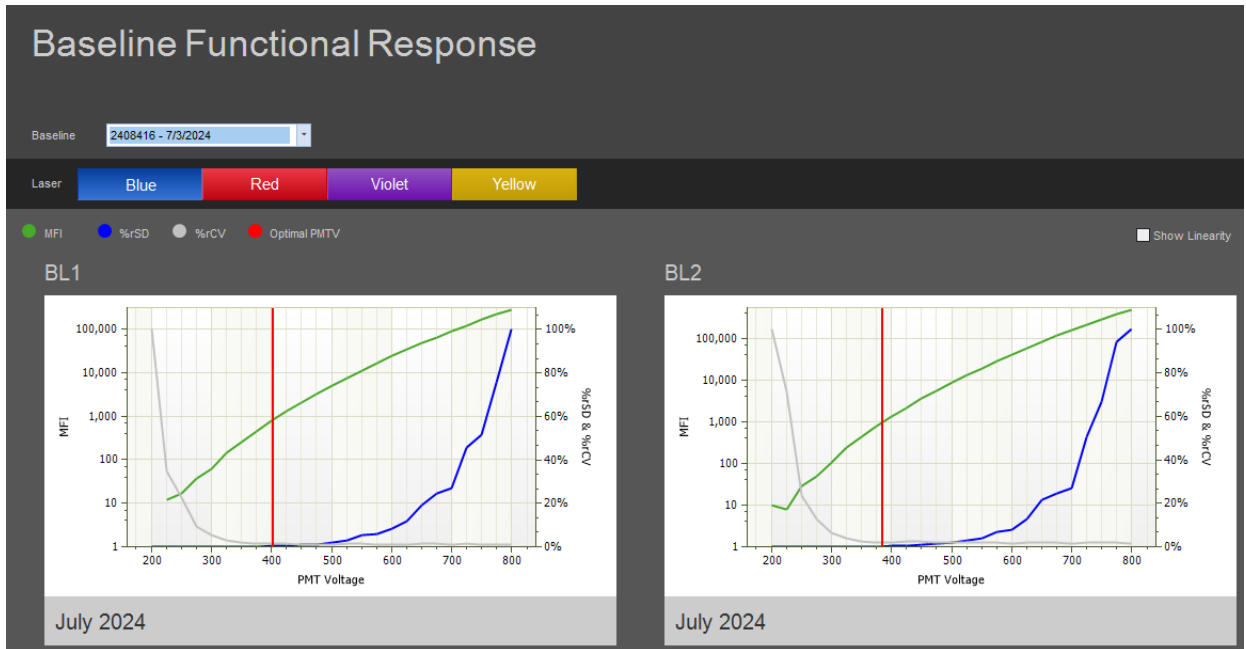 Baseline Functional Response
Baseline 2408416 - 7/3/2024
Laser Blue Red Violet Yellow
MFI %rSD %rCV Optimal PMTV Show Linearity
BL1
100,000
10,000
1,000
100
10
1
MFI
100%
80%
60%
40%
20%
0%
%rSD & %rCV
200 300 400 500 600 700 800
PMT Voltage
July 2024
BL2
100,000
10,000
1,000
100
10
1
MFI
100%
80%
60%
40%
20%
0%
%rSD & %rCV
200 300 400 500 600 700 800
PMT Voltage
July 2024